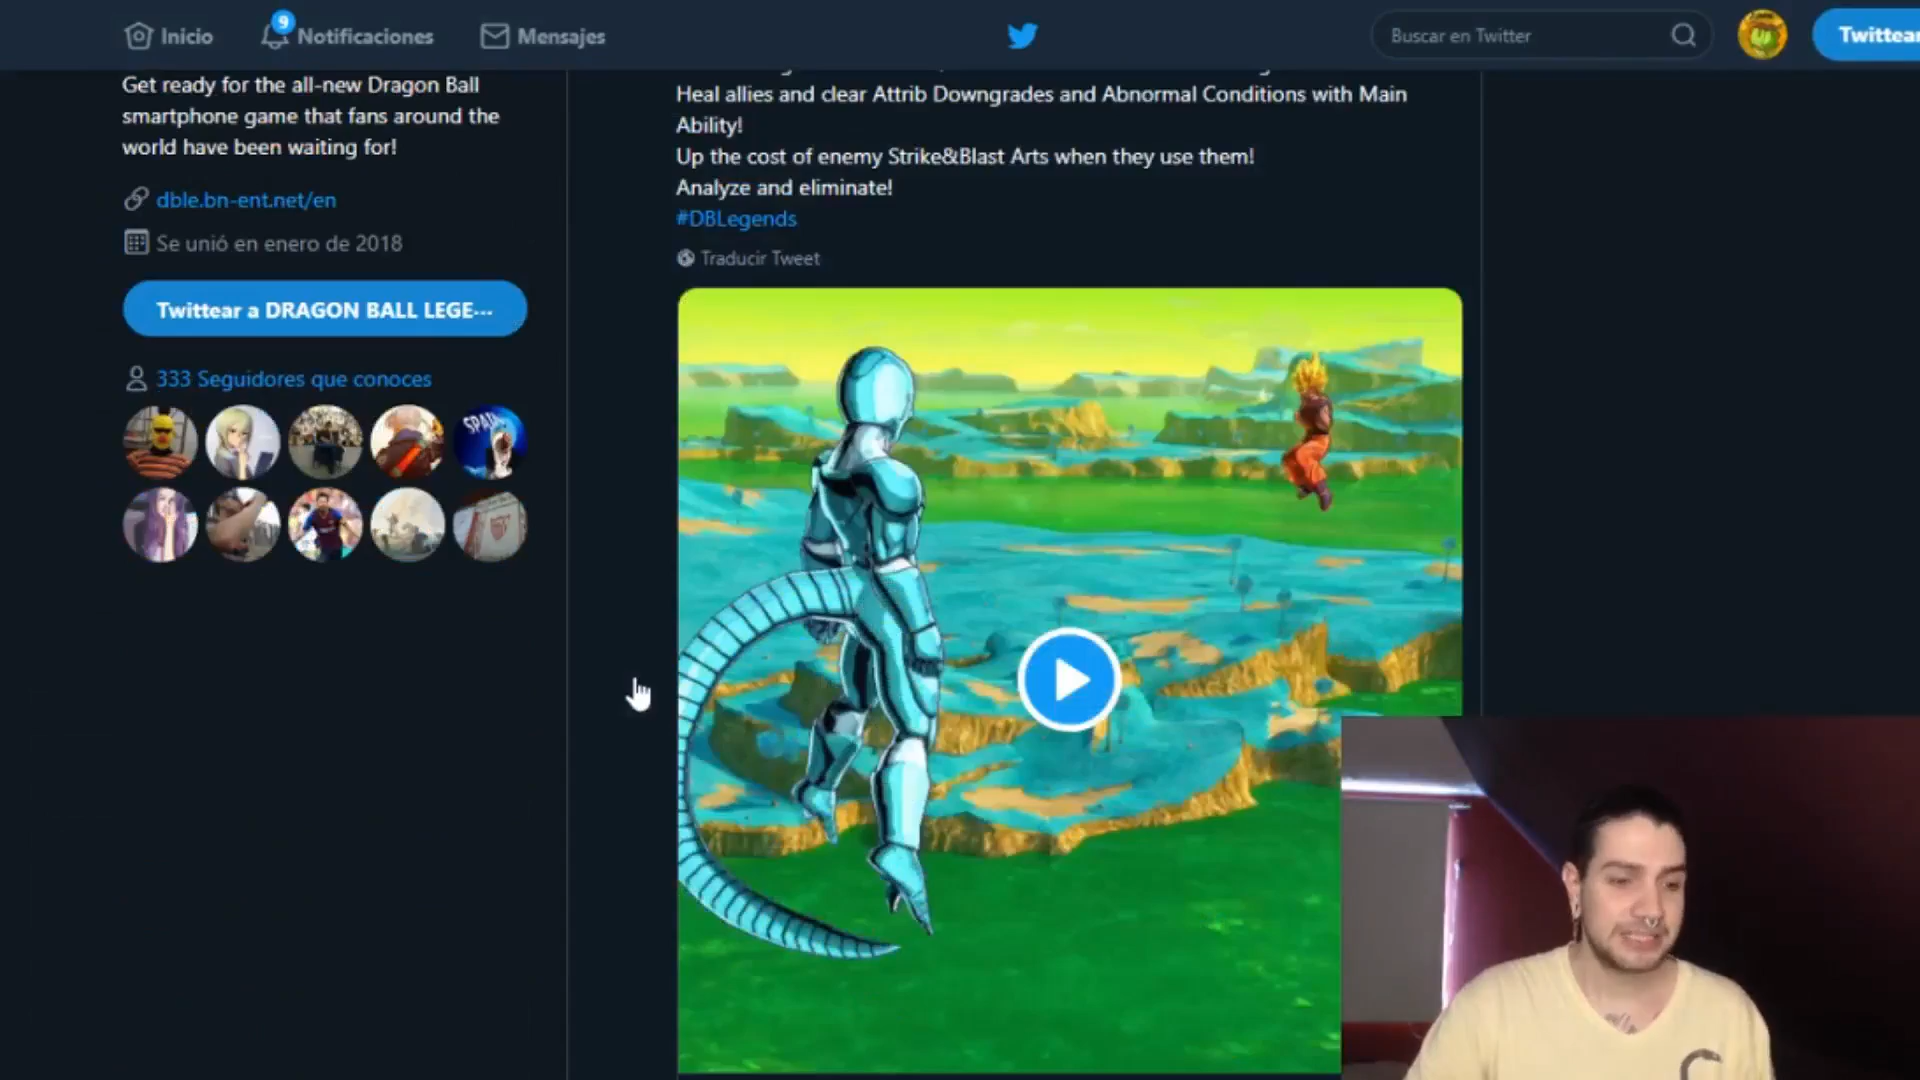 Inicio
9
Notificaciones
Mensajes
Buscar en Twitter
Twittear
Get ready for the all-new Dragon Ball
smartphone game that fans around the
world have been waiting for!
dble.bn-ent.net/en
Se unió en enero de 2018
Twittear a DRAGON BALL LEGE···
333 Seguidores que conoces
SPAIN
Heal allies and clear Attrib Downgrades and Abnormal Conditions with Main
Ability!
Up the cost of enemy Strike&Blast Arts when they use them!
Analyze and eliminate!
#DBLegends
Traducir Tweet